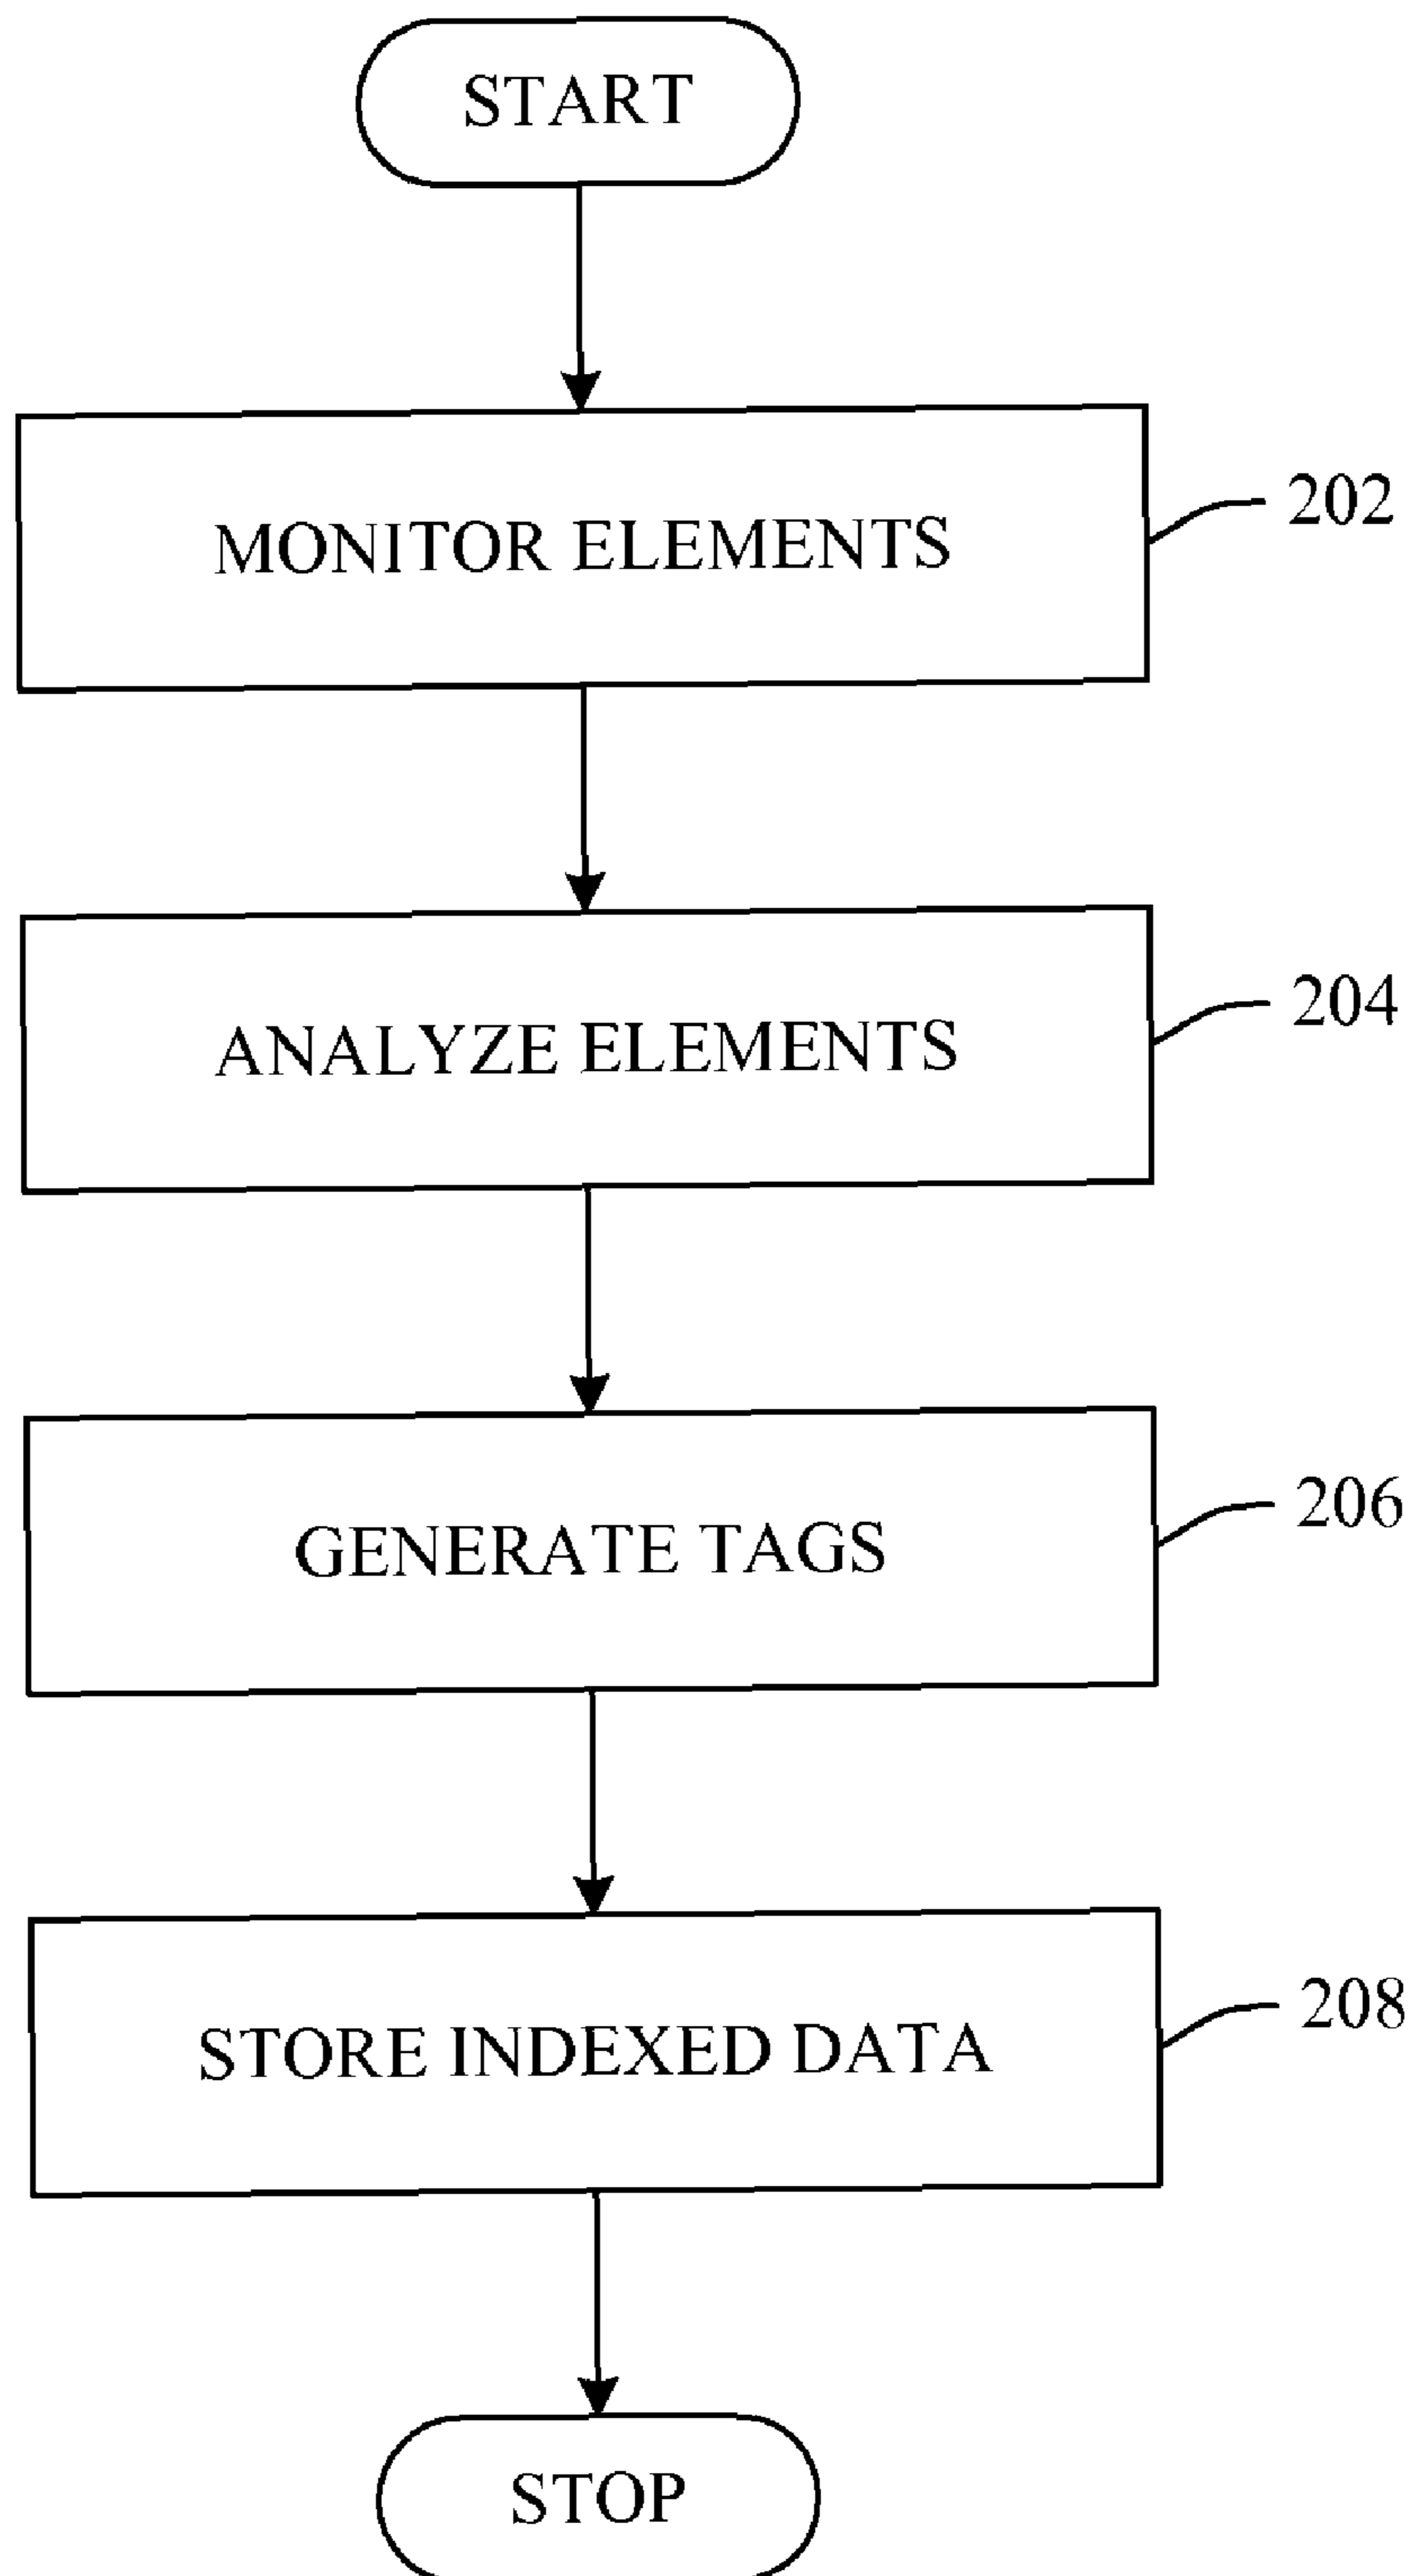 START
MONITOR ELEMENTS
202
ANALYZE ELEMENTS
204
GENERATE TAGS
206
STORE INDEXED DATA
208
STOP